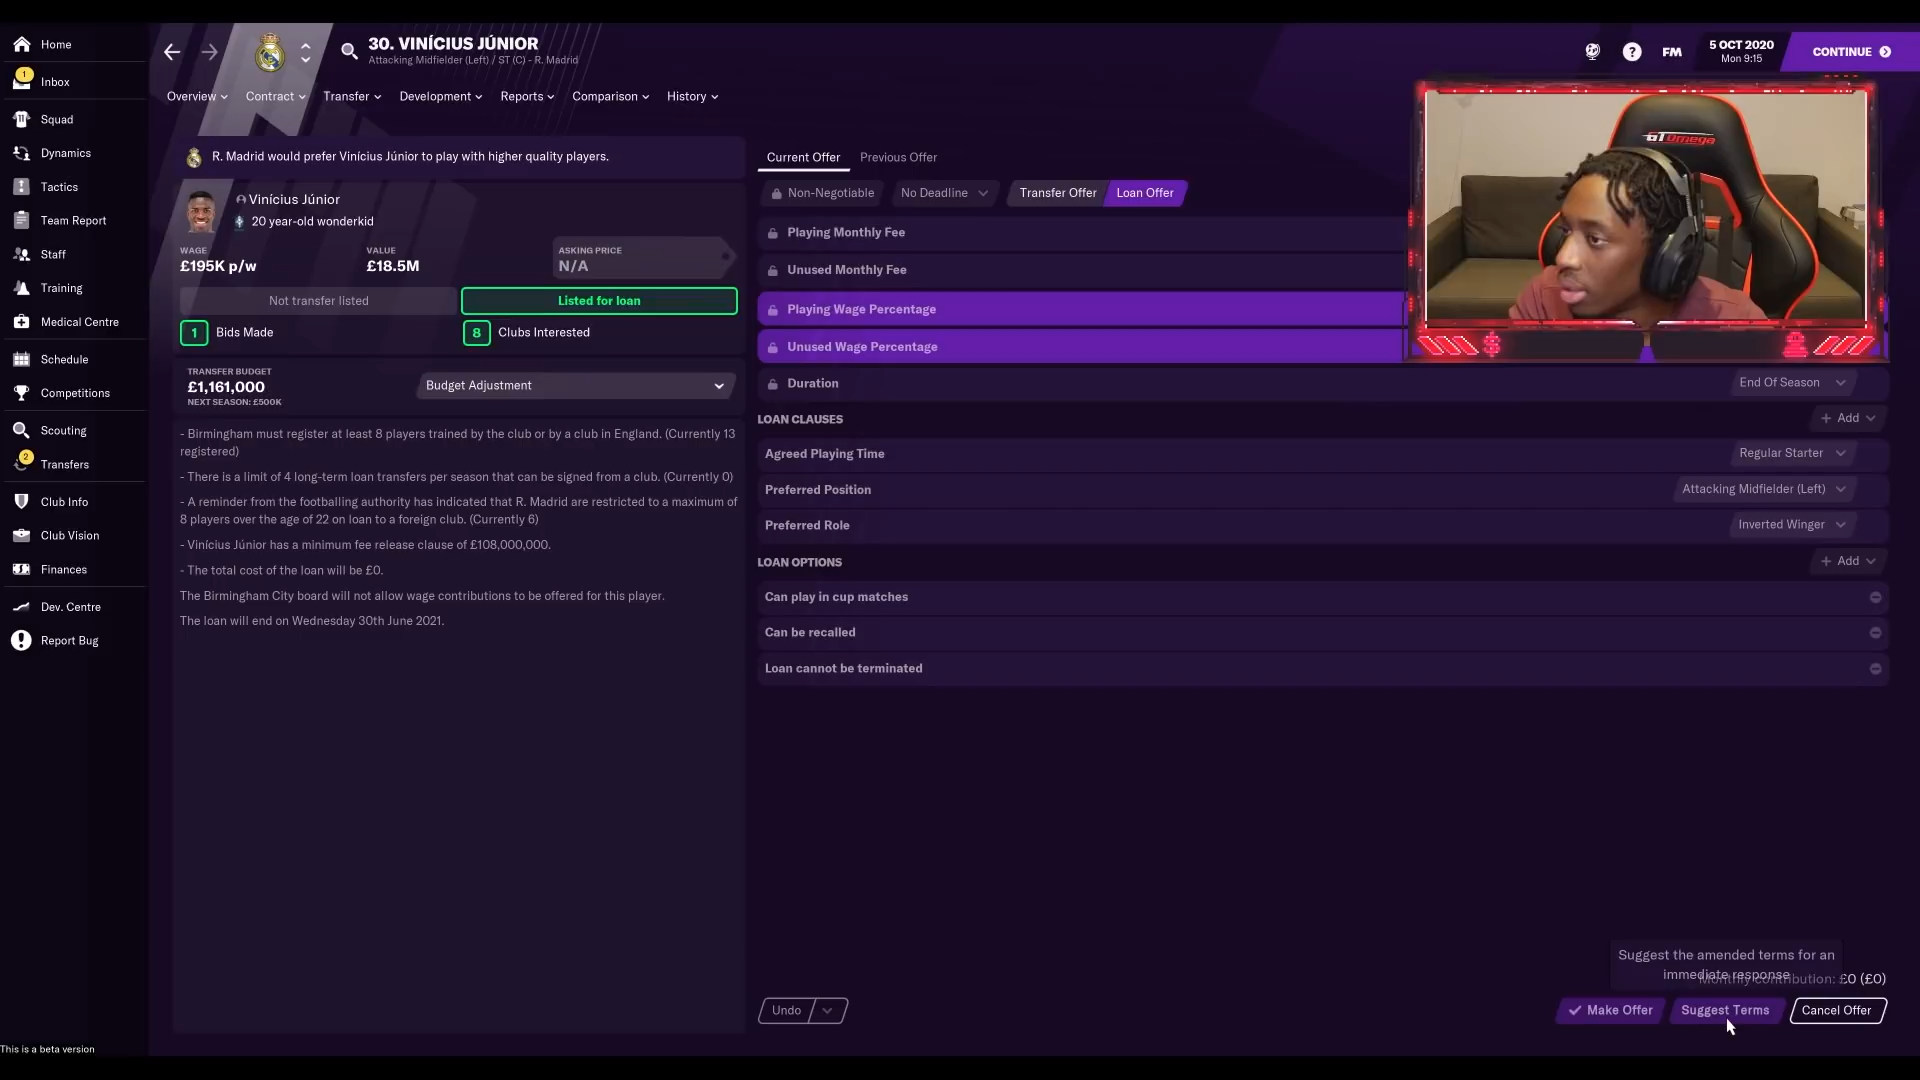 Home
1
Inbox
Squad
Dynamics
Tactics
Team Report
Staff
Training
Medical Centre
Schedule
Competitions
Scouting
2
Transfers
Club Info
Club Vision
Finances
Dev. Centre
Report Bug
This is a beta version
30. VINÍCIUS JÚNIOR
Attacking Midfielder (Left) / ST (C) - R. Madrid
FM
5 OCT 2020
Mon 9:15
CONTINUE
Overview
Contract
Transfer
Development
Reports
Comparison
History
R. Madrid would prefer Vinícius Júnior to play with higher quality players.
Vinícius Júnior
20 year-old wonderkid
WAGE
£195K p/w
VALUE
£18.5M
ASKING PRICE
N/A
Not transfer listed
Listed for loan
1 Bids Made
8 Clubs Interested
TRANSFER BUDGET
£1,161,000
NEXT SEASON: £500K
Budget Adjustment
- Birmingham must register at least 8 players trained by the club or by a club in England. (Currently 13
registered)
- There is a limit of 4 long-term loan transfers per season that can be signed from a club. (Currently 0)
- A reminder from the footballing authority has indicated that R. Madrid are restricted to a maximum of
8 players over the age of 22 on loan to a foreign club. (Currently 6)
- Vinícius Júnior has a minimum fee release clause of £108,000,000.
- The total cost of the loan will be £0.
The Birmingham City board will not allow wage contributions to be offered for this player.
The loan will end on Wednesday 30th June 2021.
Current Offer
Previous Offer
Non-Negotiable
No Deadline
Transfer Offer
Loan Offer
Playing Monthly Fee
Unused Monthly Fee
Playing Wage Percentage
Unused Wage Percentage
Duration
End Of Season
LOAN CLAUSES
+ Add
Agreed Playing Time
Regular Starter
Preferred Position
Attacking Midfielder (Left)
Preferred Role
Inverted Winger
LOAN OPTIONS
+ Add
Can play in cup matches
Can be recalled
Loan cannot be terminated
GT Omega
Suggest the amended terms for an
immediate response
Monthly contribution: £0 (£0)
Undo
Make Offer
Suggest Terms
Cancel Offer